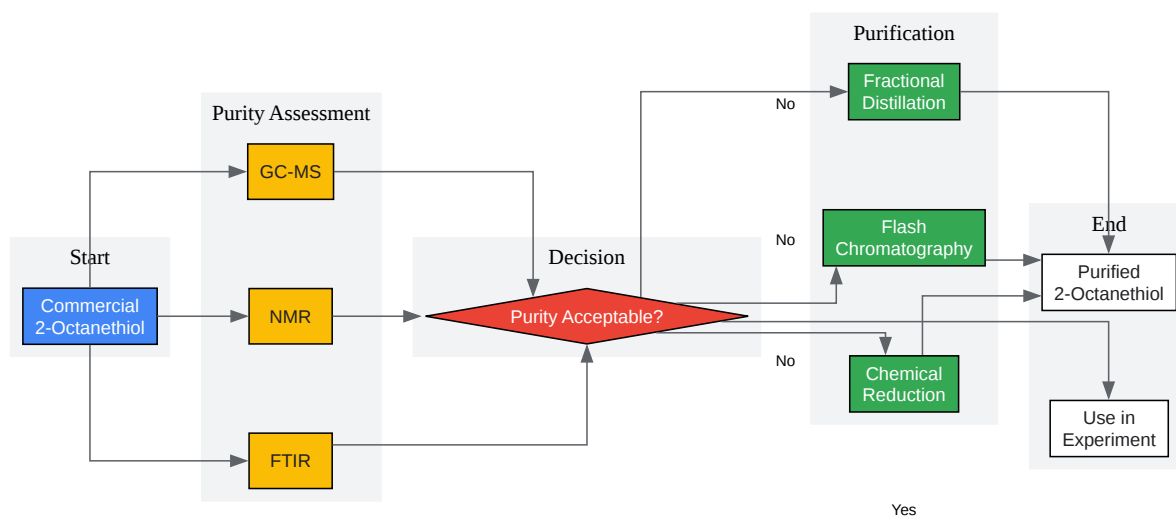 Start
Commercial
2-Octanethiol
Purity Assessment
GC-MS
NMR
FTIR
Decision
Purity Acceptable?
No
No
No
Yes
Purification
Fractional
Distillation
Flash
Chromatography
Chemical
Reduction
End
Purified
2-Octanethiol
Use in
Experiment